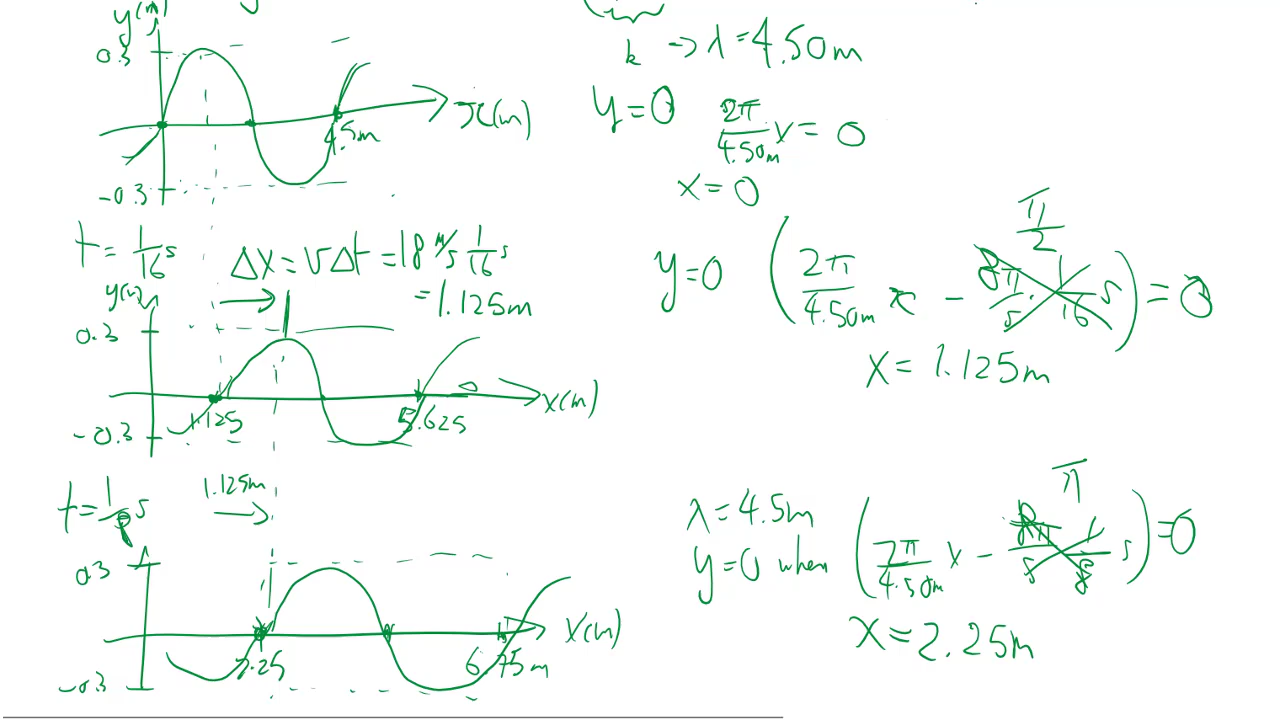 y(m)
0.3
x(m)
4.5m
-0.3
k → λ = 4.50m
y = 0 2π/4.50m x = 0
x = 0
t = 1/16 s
Δx = vΔt = 18 m/s 1/16 s
= 1.125m
y = 0 (2π/4.50m x - 8π/s · 1/16 s) = 0
π/2
x = 1.125m
y(m)
0.3
x(m)
1.125
5.625
-0.3
t = 1/8 s
1.125m
→
0.3
x(m)
2.25
6.75m
-0.3
λ = 4.5m
y = 0 when (2π/4.50m x - 8π/s 1/8 s) = 0
π
x = 2.25m